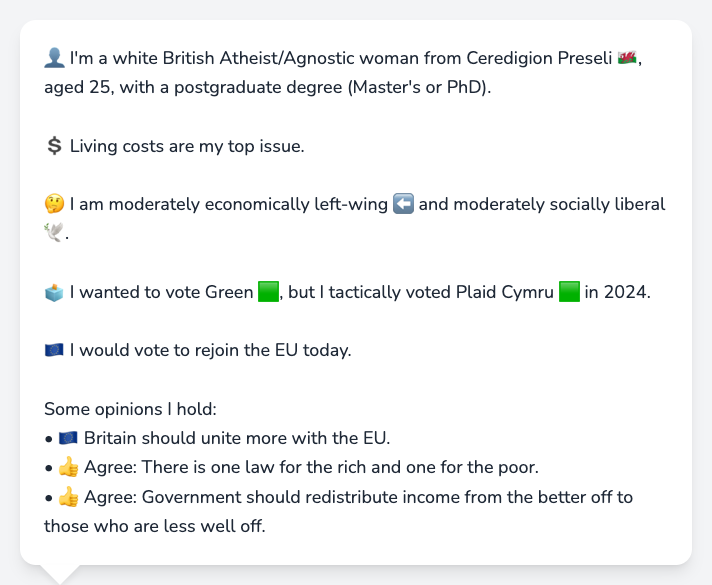 👤 I'm a white British Atheist/Agnostic woman from Ceredigion Preseli 🏴󠁧󠁢󠁷󠁬󠁳󠁿,
aged 25, with a postgraduate degree (Master's or PhD).
💲 Living costs are my top issue.
🤔 I am moderately economically left-wing ⬅️ and moderately socially liberal
🕊️.
🗳️ I wanted to vote Green 🟩, but I tactically voted Plaid Cymru 🟩 in 2024.
🇪🇺 I would vote to rejoin the EU today.
Some opinions I hold:
• 🇪🇺 Britain should unite more with the EU.
• 👍 Agree: There is one law for the rich and one for the poor.
• 👍 Agree: Government should redistribute income from the better off to
those who are less well off.